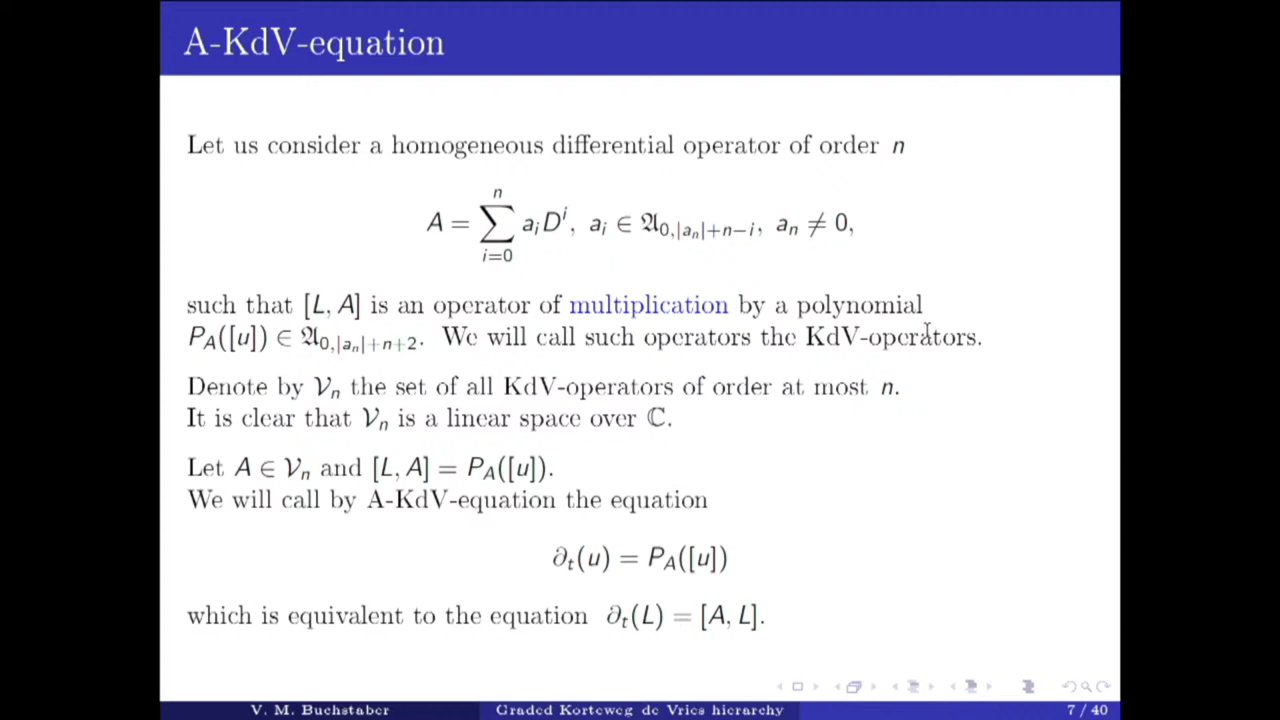 A-KdV-equation
Let us consider a homogeneous differential operator of order n
A = \sum_{i=0}^{n} a_i D^i, a_i ∈ 𝔄_{0,|a_n|+n−i}, a_n ≠ 0,
such that [L, A] is an operator of multiplication by a polynomial
P_A([u]) ∈ 𝔄_{0,|a_n|+n+2}. We will call such operators the KdV-operators.
Denote by 𝒱_n the set of all KdV-operators of order at most n.
It is clear that 𝒱_n is a linear space over ℂ.
Let A ∈ 𝒱_n and [L, A] = P_A([u]).
We will call by A-KdV-equation the equation
∂_t(u) = P_A([u])
which is equivalent to the equation ∂_t(L) = [A, L].
V. M. Buchstaber Graded Korteweg de Vries hierarchy 7 / 40